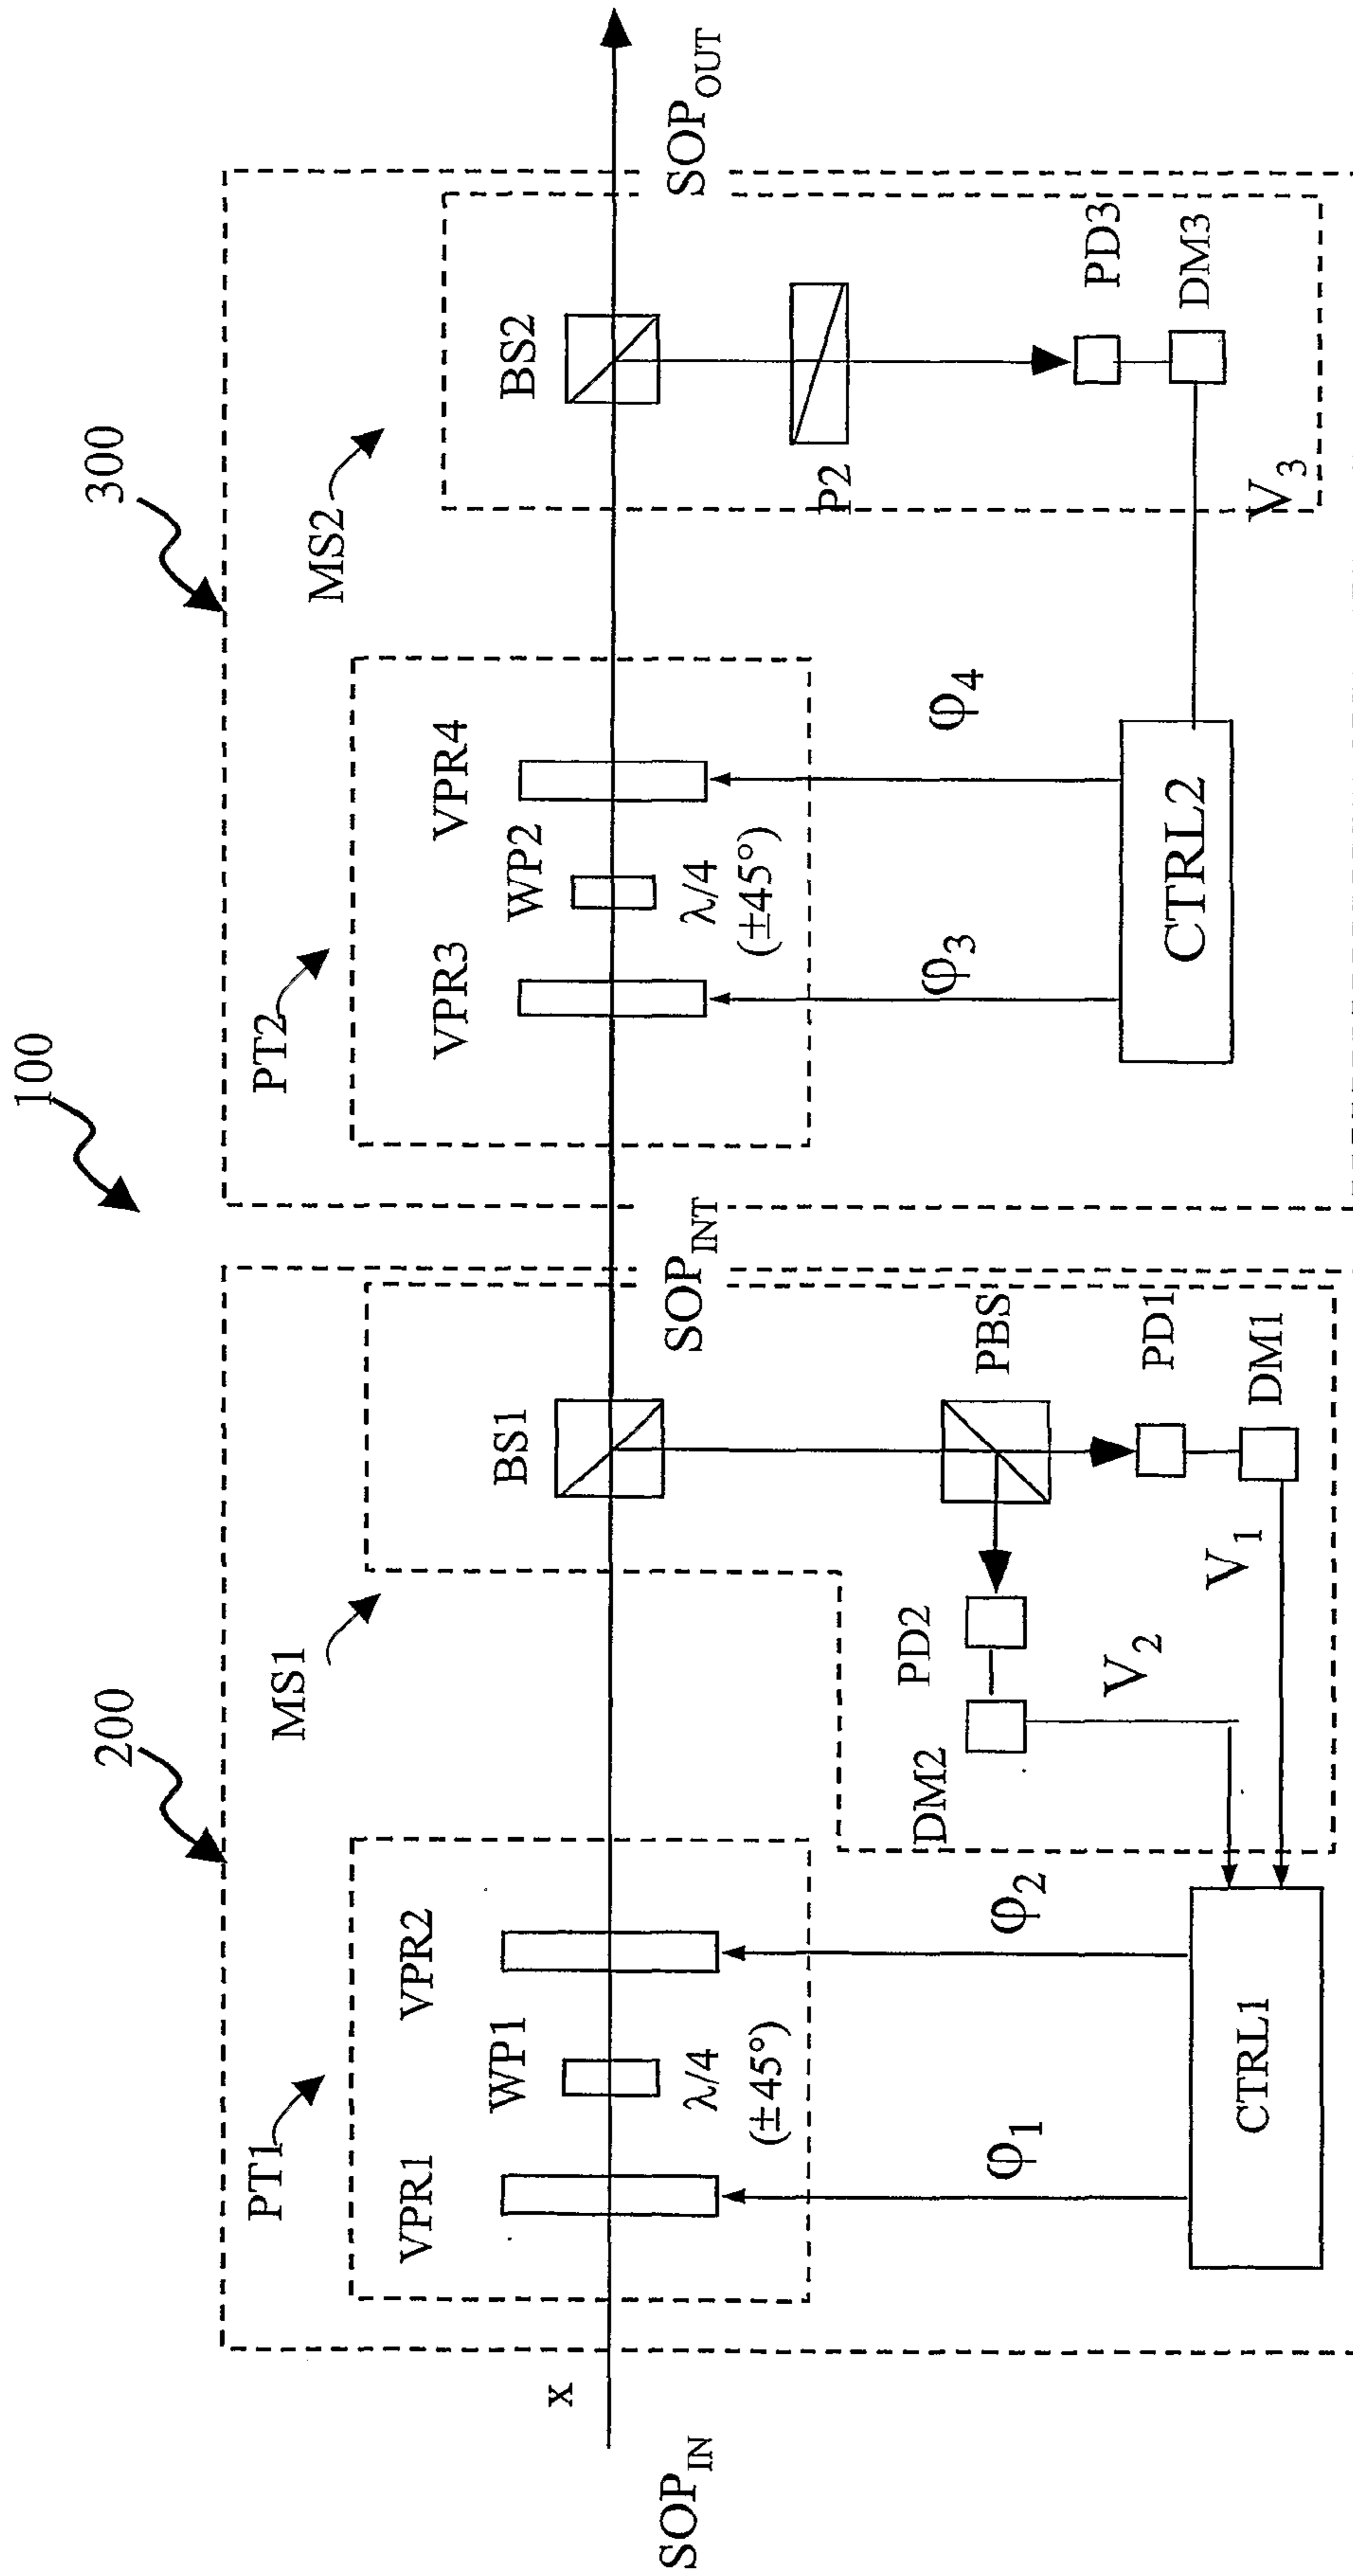 100
200
300
PT1
MS1
PT2
MS2
VPR1
VPR2
WP1
λ/4
(±45°)
BS1
VPR3
VPR4
WP2
λ/4
(±45°)
BS2
x
SOP_IN
SOP_INT
SOP_OUT
P2
PD3
DM3
V_3
φ_1
φ_2
φ_3
φ_4
PBS
PD1
DM1
PD2
DM2
V_2
V_1
CTRL1
CTRL2